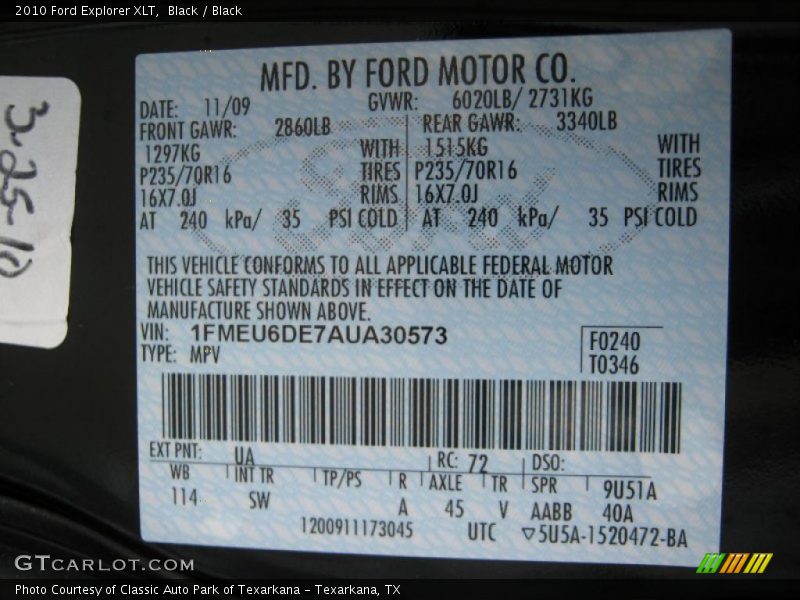 2010 Ford Explorer XLT,  Black / Black
3-25-10
MFD. BY FORD MOTOR CO.
DATE: 11/09 GVWR: 6020LB/ 2731KG
FRONT GAWR: 2860LB REAR GAWR: 3340LB
1297KG WITH 1515KG WITH
P235/70R16 TIRES P235/70R16 TIRES
16X7.0J RIMS 16X7.0J RIMS
AT 240 kPa/ 35 PSI COLD AT 240 kPa/ 35 PSI COLD
THIS VEHICLE CONFORMS TO ALL APPLICABLE FEDERAL MOTOR
VEHICLE SAFETY STANDARDS IN EFFECT ON THE DATE OF
MANUFACTURE SHOWN ABOVE.
VIN: 1FMEU6DE7AUA30573
TYPE: MPV
F0240
T0346
EXT PNT: UA RC: 72 DSO:
WB INT TR TP/PS R AXLE TR SPR 9U51A
114 SW A 45 V AABB 40A
1200911173045 UTC ▽5U5A-1520472-BA
GTCARLOT.COM
Photo Courtesy of Classic Auto Park of Texarkana - Texarkana, TX